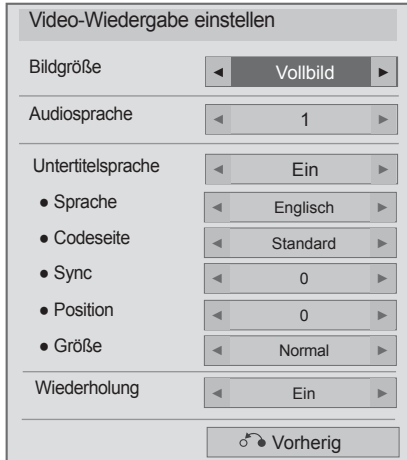 Video-Wiedergabe einstellen
Bildgröße ◄ Vollbild ►
Audiosprache ◄ 1 ►
Untertitelsprache ◄ Ein ►
● Sprache ◄ Englisch ►
● Codeseite ◄ Standard ►
● Sync ◄ 0 ►
● Position ◄ 0 ►
● Größe ◄ Normal ►
Wiederholung ◄ Ein ►
Vorherig